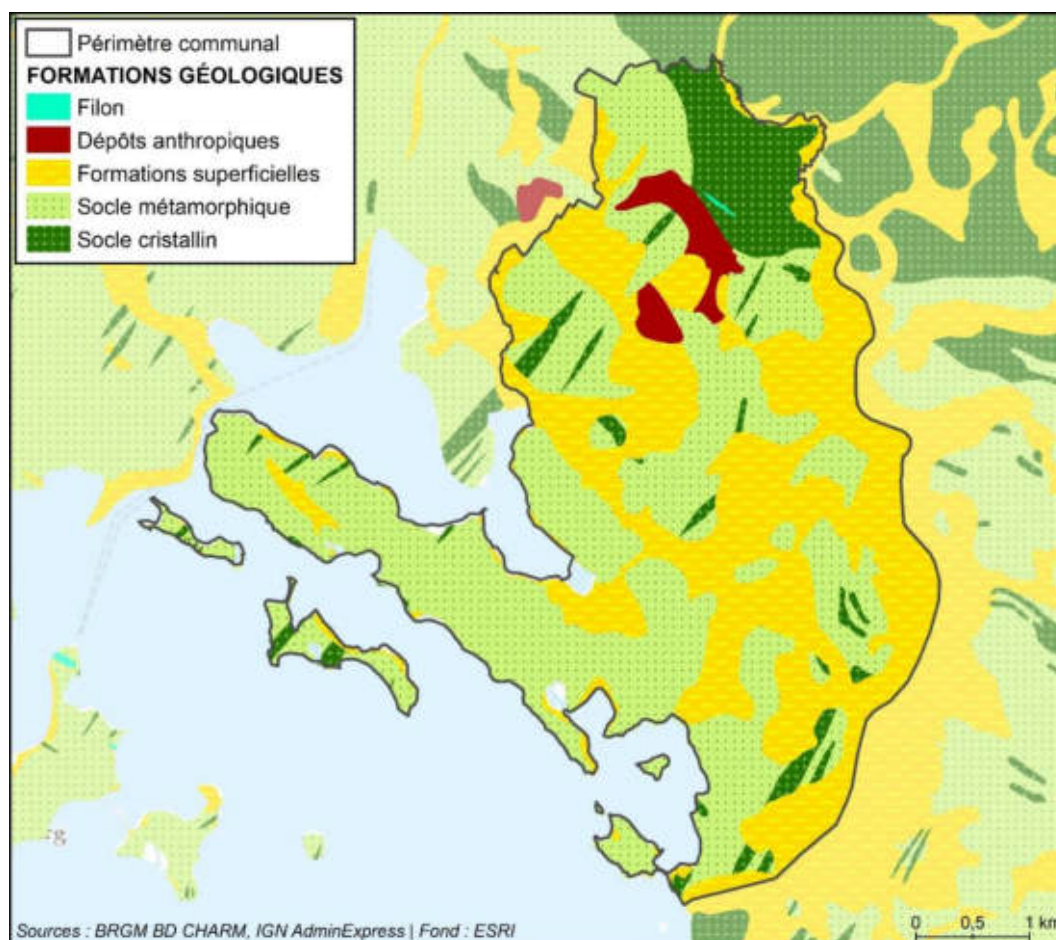 Périmètre communal
FORMATIONS GÉOLOGIQUES
Filon
Dépôts anthropiques
Formations superficielles
Socle métamorphique
Socle cristallin
Sources : BRGM BD CHARM, IGN AdminExpress | Fond : ESRI
0 0,5 1 km